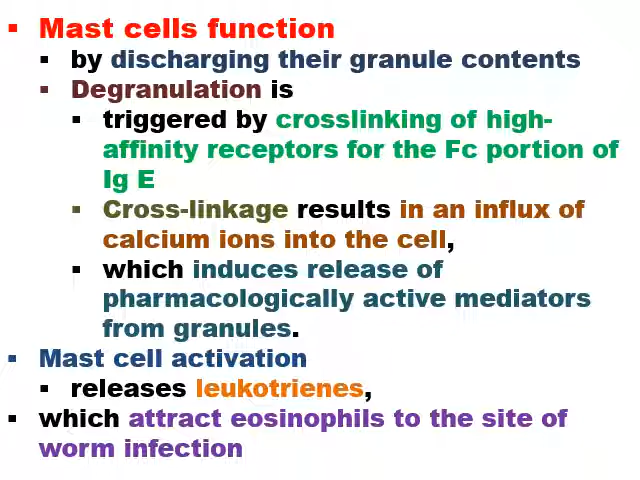 ▪ Mast cells function
▪ by discharging their granule contents
▪ Degranulation is
▪ triggered by crosslinking of high-
affinity receptors for the Fc portion of
Ig E
▪ Cross-linkage results in an influx of
calcium ions into the cell,
▪ which induces release of
pharmacologically active mediators
from granules.
▪ Mast cell activation
▪ releases leukotrienes,
▪ which attract eosinophils to the site of
worm infection